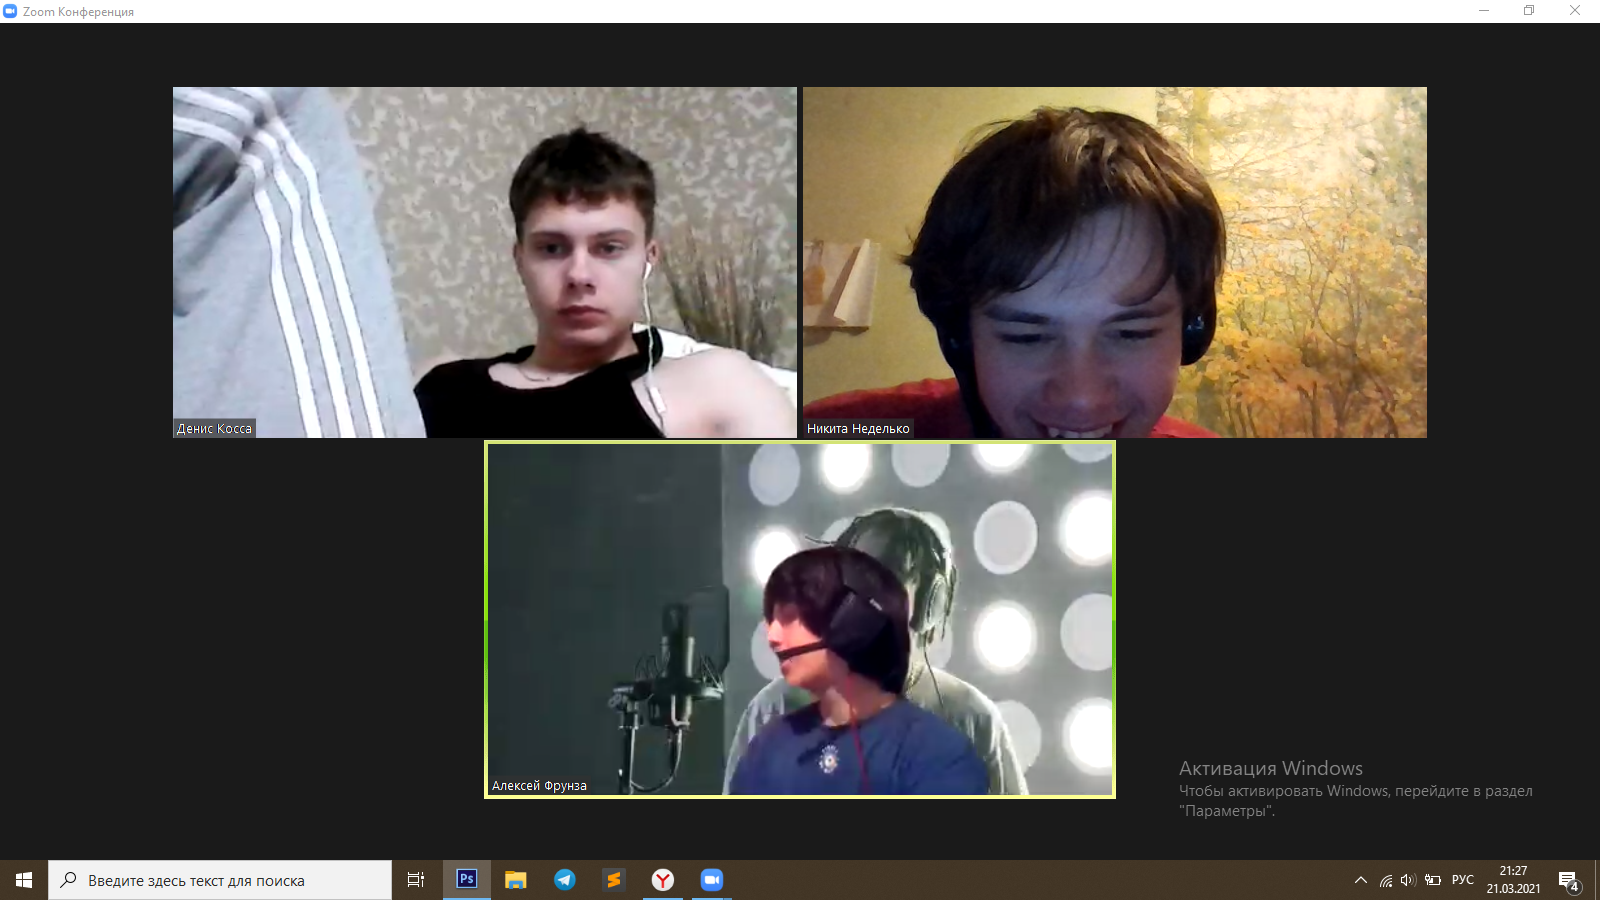 Zoom Конференция
Денис Косса
Никита Неделько
Алексей Фрунза
Активация Windows
Чтобы активировать Windows, перейдите в раздел
"Параметры".
Ps
Введите здесь текст для поиска
РУС
21:27
21.03.2021
4